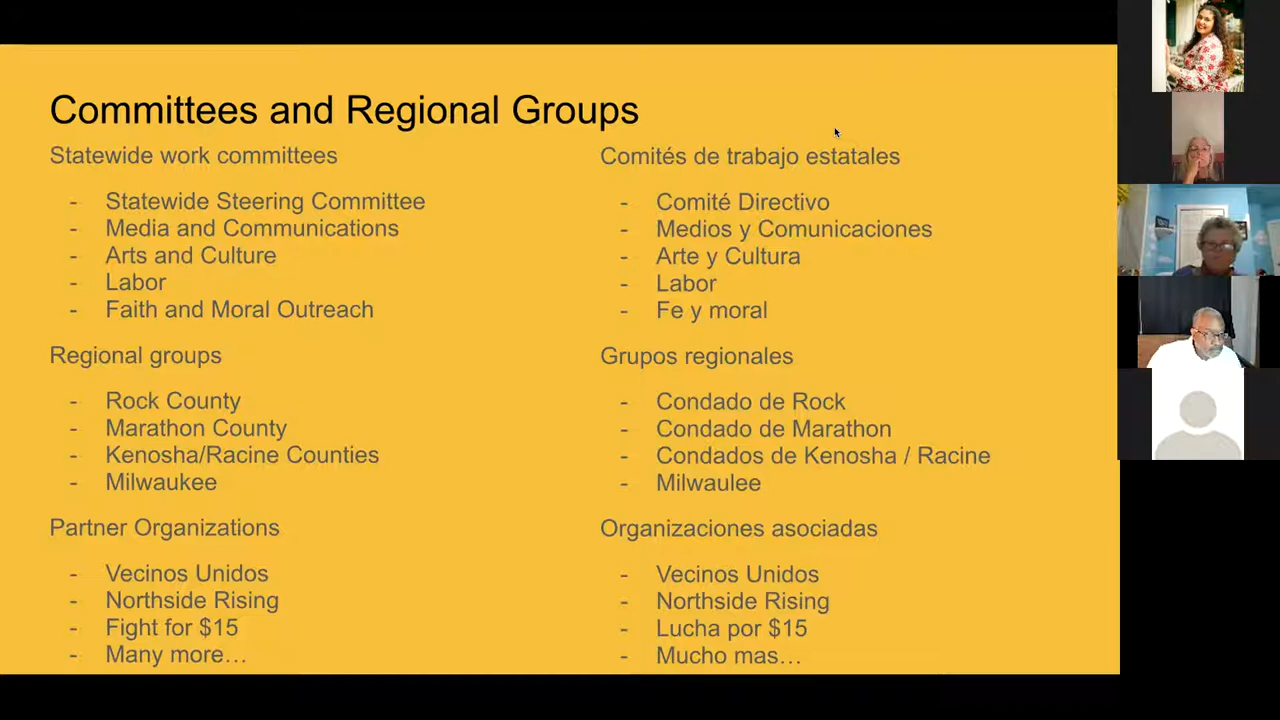 Committees and Regional Groups
Statewide work committees
- Statewide Steering Committee
- Media and Communications
- Arts and Culture
- Labor
- Faith and Moral Outreach
Regional groups
- Rock County
- Marathon County
- Kenosha/Racine Counties
- Milwaukee
Partner Organizations
- Vecinos Unidos
- Northside Rising
- Fight for $15
- Many more…
Comités de trabajo estatales
- Comité Directivo
- Medios y Comunicaciones
- Arte y Cultura
- Labor
- Fe y moral
Grupos regionales
- Condado de Rock
- Condado de Marathon
- Condados de Kenosha / Racine
- Milwaulee
Organizaciones asociadas
- Vecinos Unidos
- Northside Rising
- Lucha por $15
- Mucho mas…